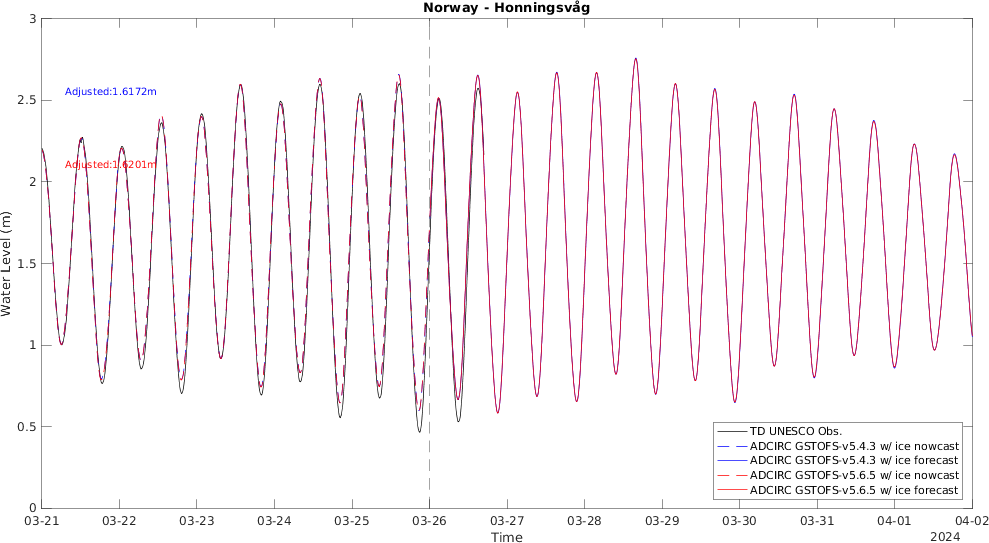 Norway - Honningsvåg
3
2.5
2
1.5
1
0.5
0
Water Level (m)
Adjusted:1.6172m
Adjusted:1.6201m
TD UNESCO Obs.
ADCIRC GSTOFS-v5.4.3 w/ ice nowcast
ADCIRC GSTOFS-v5.4.3 w/ ice forecast
ADCIRC GSTOFS-v5.6.5 w/ ice nowcast
ADCIRC GSTOFS-v5.6.5 w/ ice forecast
03-21 03-22 03-23 03-24 03-25 03-26 03-27 03-28 03-29 03-30 03-31 04-01 04-02
Time
2024